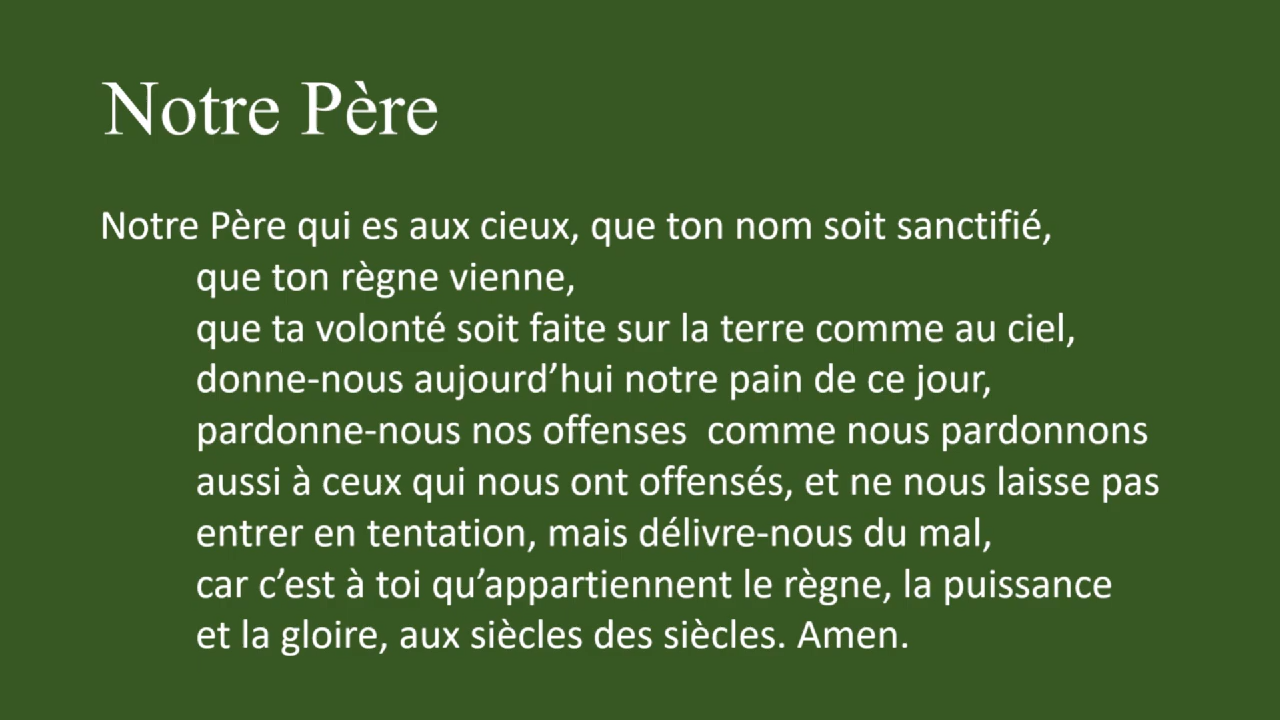 Notre Père
Notre Père qui es aux cieux, que ton nom soit sanctifié,
que ton règne vienne,
que ta volonté soit faite sur la terre comme au ciel,
donne-nous aujourd’hui notre pain de ce jour,
pardonne-nous nos offenses  comme nous pardonnons
aussi à ceux qui nous ont offensés, et ne nous laisse pas
entrer en tentation, mais délivre-nous du mal,
car c’est à toi qu’appartiennent le règne, la puissance
et la gloire, aux siècles des siècles. Amen.